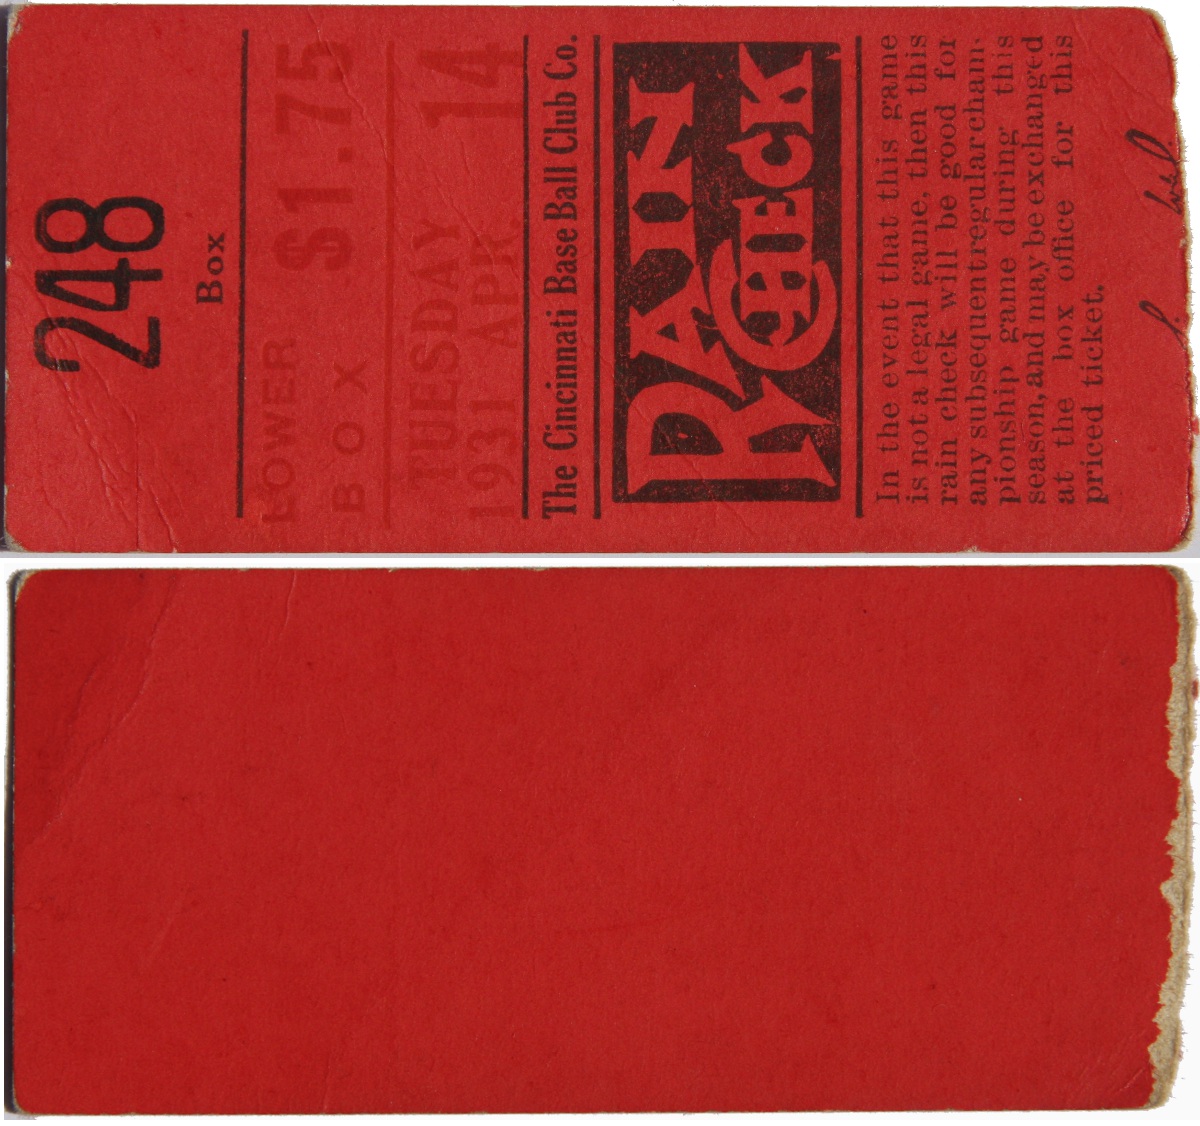 248
Box
LOWER $1.75
BOX
TUESDAY
1931 APR. 14
The Cincinnati Base Ball Club Co.
RAIN
CHECK
In the event that this game
is not a legal game, then this
rain check will be good for
any subsequent regular cham-
pionship game during this
season, and may be exchanged
at the box office for this
priced ticket.